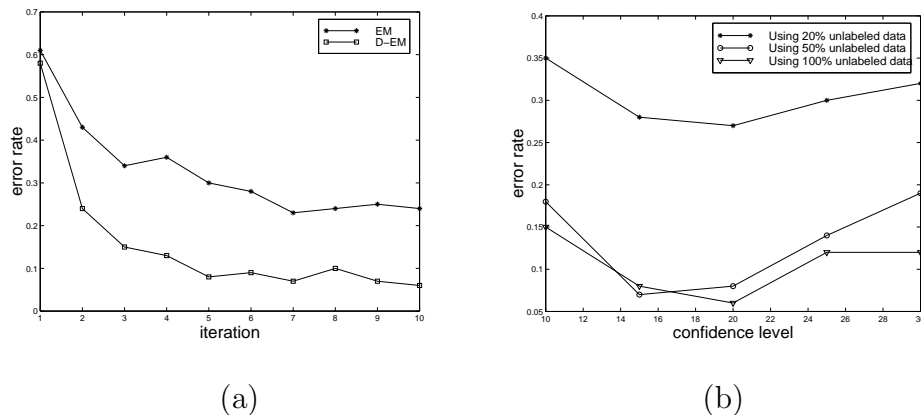 0.7
0.6
0.5
0.4
0.3
0.2
0.1
0
error rate
EM
D-EM
1 2 3 4 5 6 7 8 9 10
iteration
(a)
0.4
0.35
0.3
0.25
0.2
0.15
0.1
0.05
error rate
Using 20% unlabeled data
Using 50% unlabeled data
Using 100% unlabeled data
10 12 14 16 18 20 22 24 26 28 30
confidence level
(b)